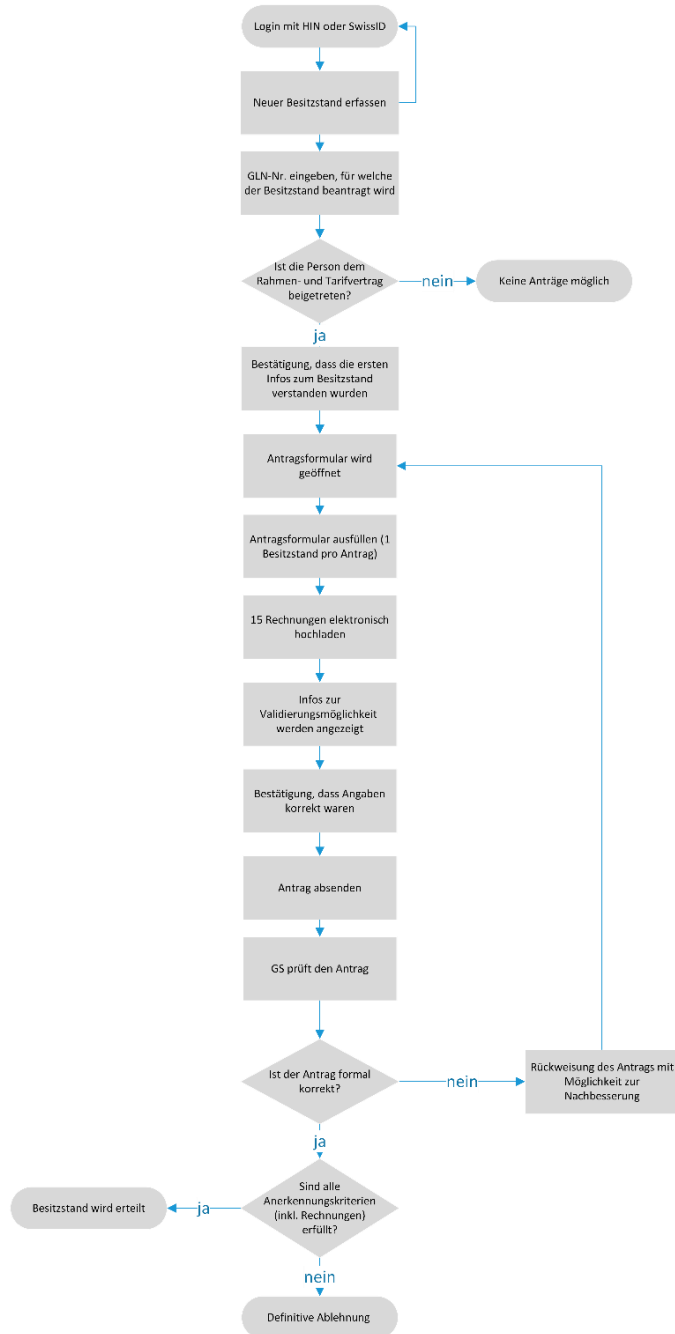 Login mit HIN oder SwissID
Neuer Besitzstand erfassen
GLN-Nr. eingeben, für welche
der Besitzstand beantragt wird
Ist die Person dem
Rahmen- und Tarifvertrag
beigetreten?
nein
Keine Anträge möglich
ja
Bestätigung, dass die ersten
Infos zum Besitzstand
verstanden wurden
Antragsformular wird
geöffnet
Antragsformular ausfüllen (1
Besitzstand pro Antrag)
15 Rechnungen elektronisch
hochladen
Infos zur
Validierungsmöglichkeit
werden angezeigt
Bestätigung, dass Angaben
korrekt waren
Antrag absenden
GS prüft den Antrag
Ist der Antrag formal
korrekt?
nein
Rückweisung des Antrags mit
Möglichkeit zur
Nachbesserung
ja
Sind alle
Anerkennungskriterien
(inkl. Rechnungen)
erfüllt?
ja
Besitzstand wird erteilt
nein
Definitive Ablehnung